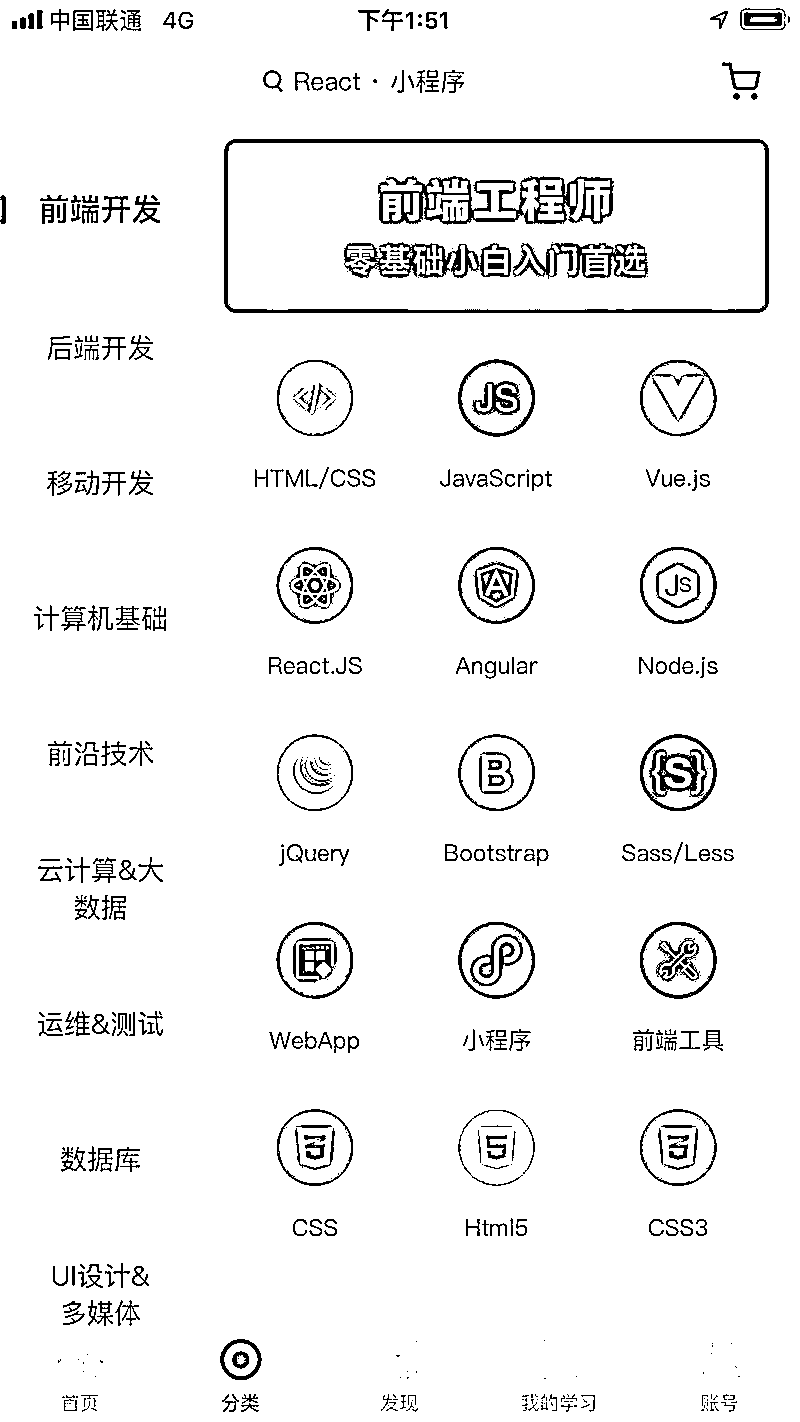 中国联通 4G 下午1:51
React · 小程序
前端开发
后端开发
移动开发
计算机基础
前沿技术
云计算&大
数据
运维&测试
数据库
UI设计&
多媒体
前端工程师
零基础小白入门首选
JS
HTML/CSS JavaScript Vue.js
A JS
React.JS Angular Node.js
B {S}
jQuery Bootstrap Sass/Less
WebApp 小程序 前端工具
3 5 3
CSS Html5 CSS3
首页 分类 发现 我的学习 账号